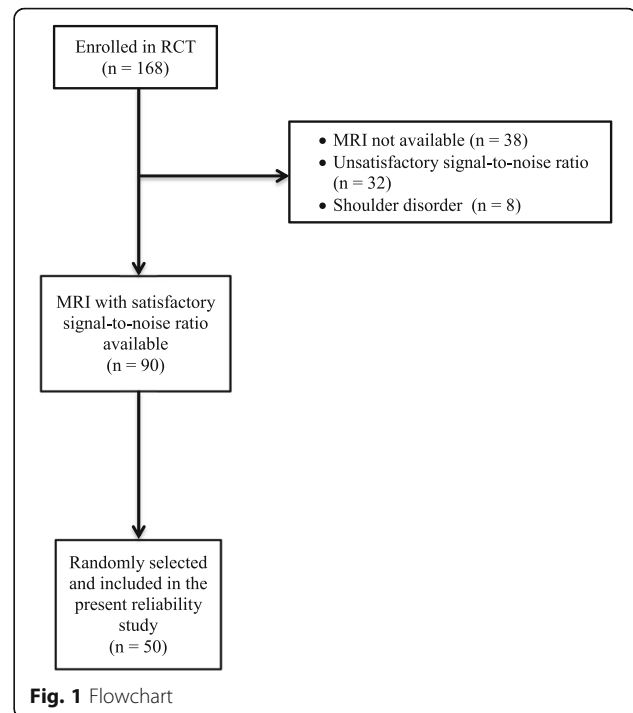 Enrolled in RCT
(n = 168)
• MRI not available (n = 38)
• Unsatisfactory signal-to-noise ratio
(n = 32)
• Shoulder disorder (n = 8)
MRI with satisfactory
signal-to-noise ratio
available
(n = 90)
Randomly selected
and included in the
present reliability
study
(n = 50)
Fig. 1 Flowchart